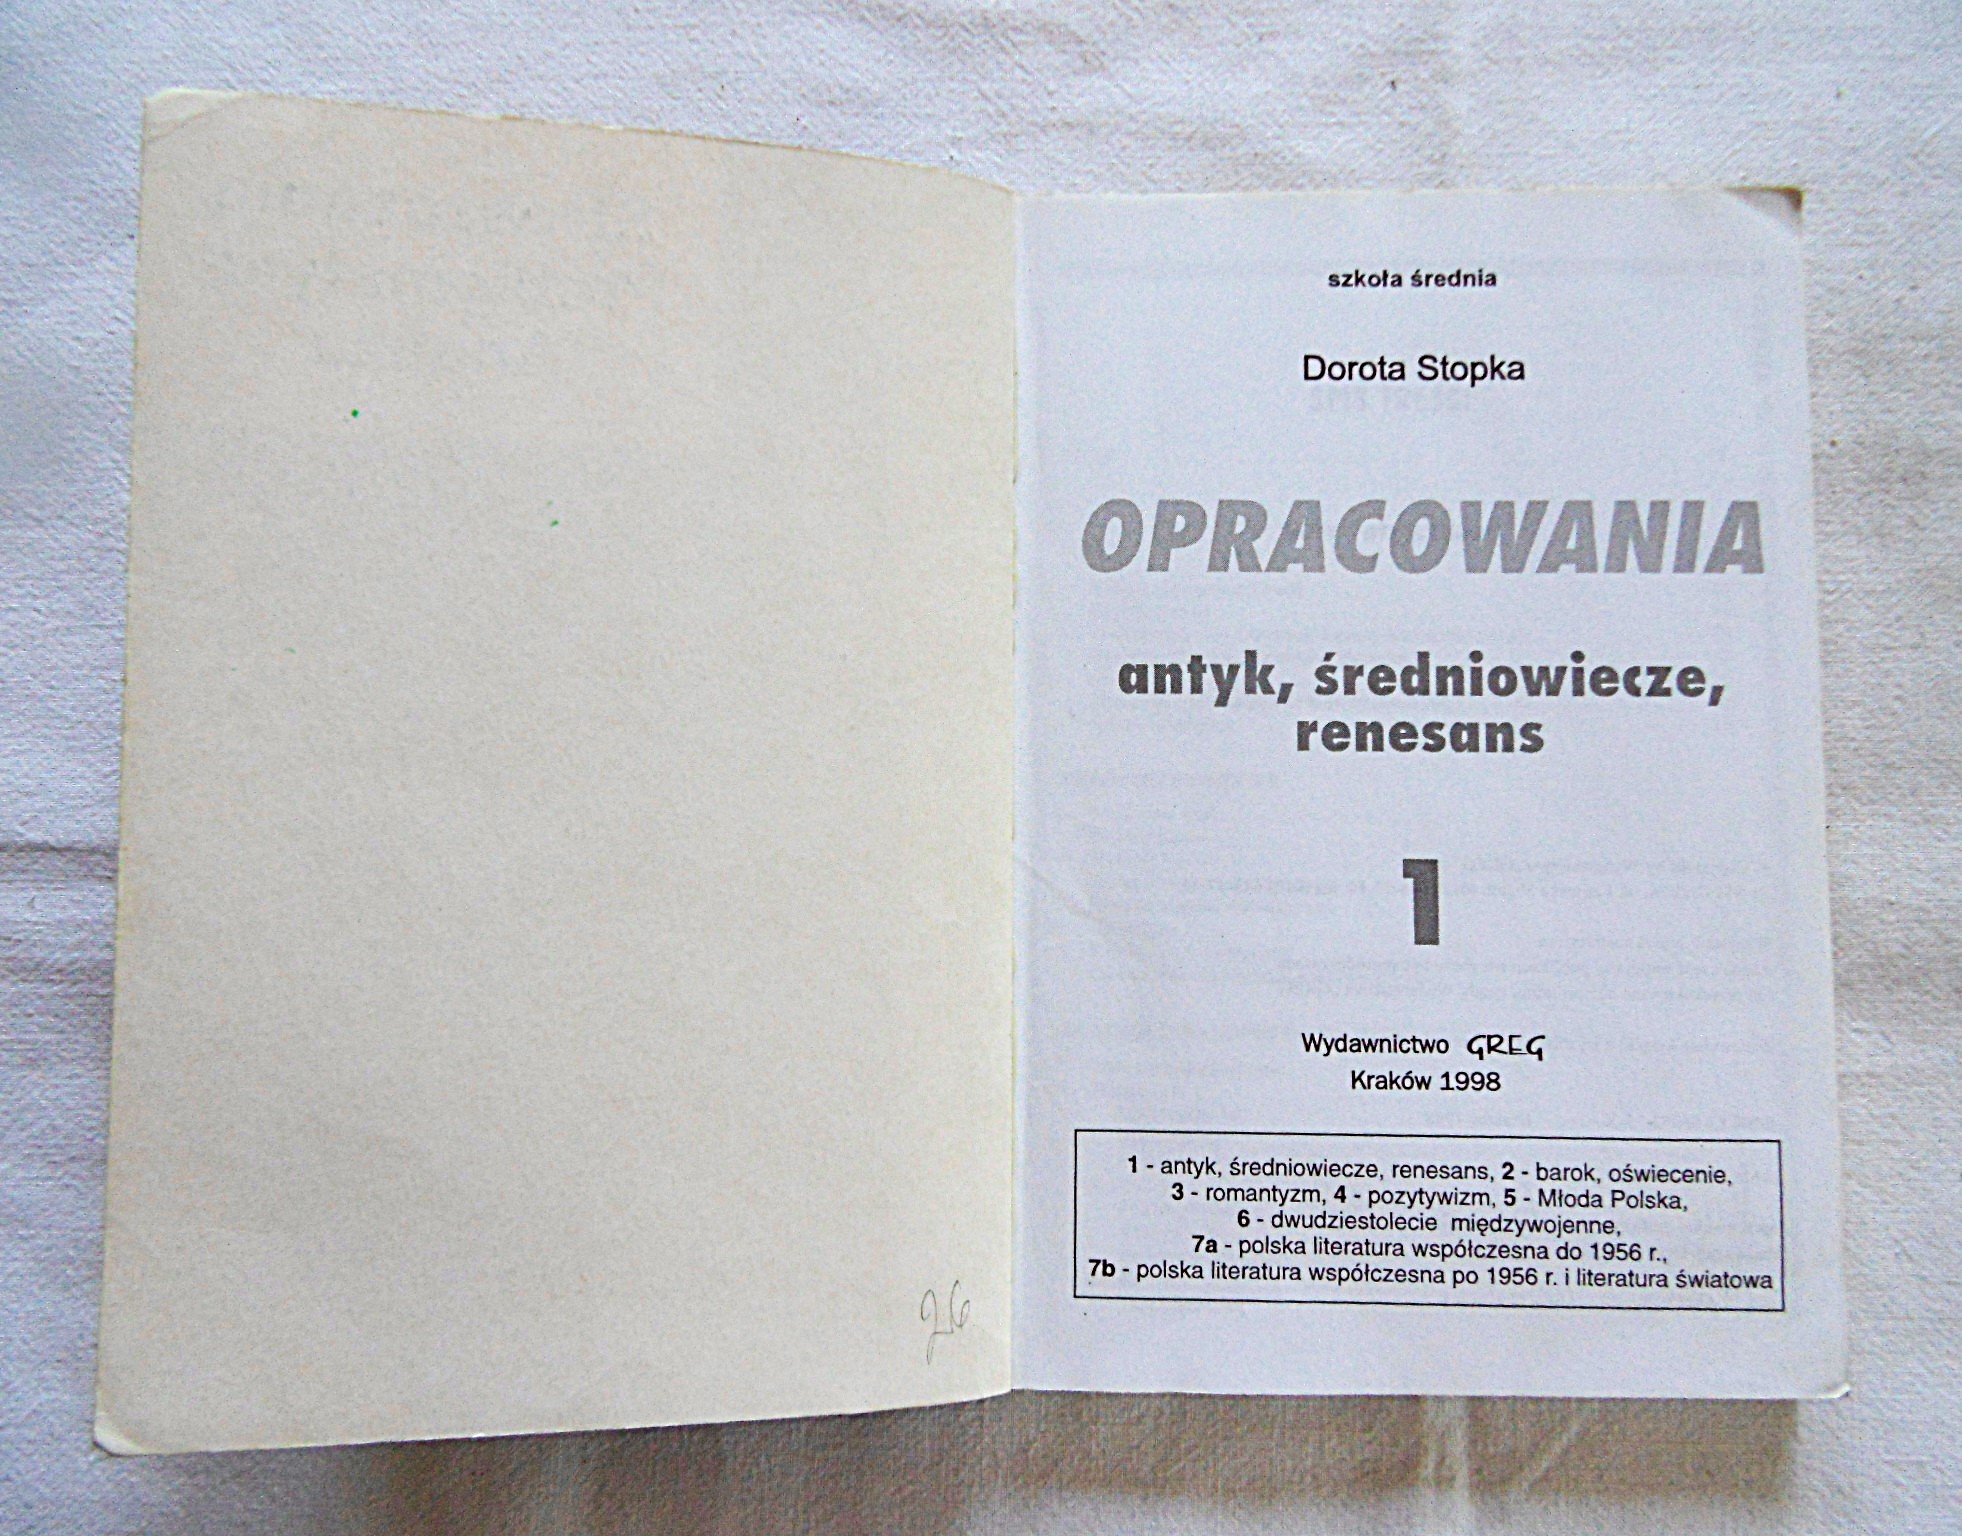 szkoła średnia
Dorota Stopka
OPRACOWANIA
antyk, średniowiecze,
renesans
1
Wydawnictwo GREG
Kraków 1998
1 - antyk, średniowiecze, renesans, 2 - barok, oświecenie,
3 - romantyzm, 4 - pozytywizm, 5 - Młoda Polska,
6 - dwudziestolecie międzywojenne,
7a - polska literatura współczesna do 1956 r.,
7b - polska literatura współczesna po 1956 r. i literatura światowa
26